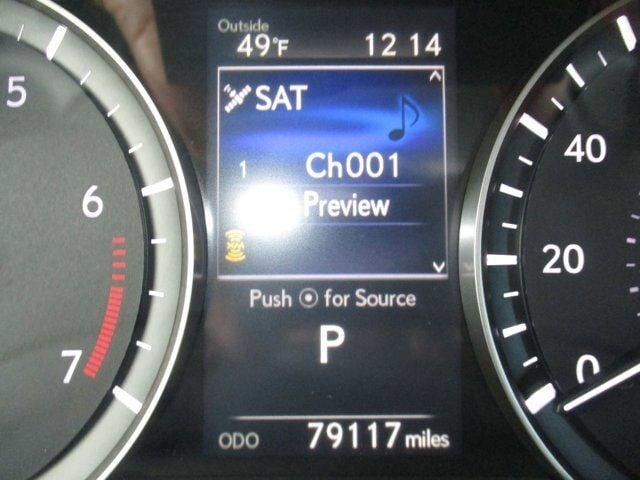 Outside
49°F 12 14
SAT
1 Ch001
Preview
Push ⦿ for Source
P
ODO 79117 miles
5
6
7
40
20
0